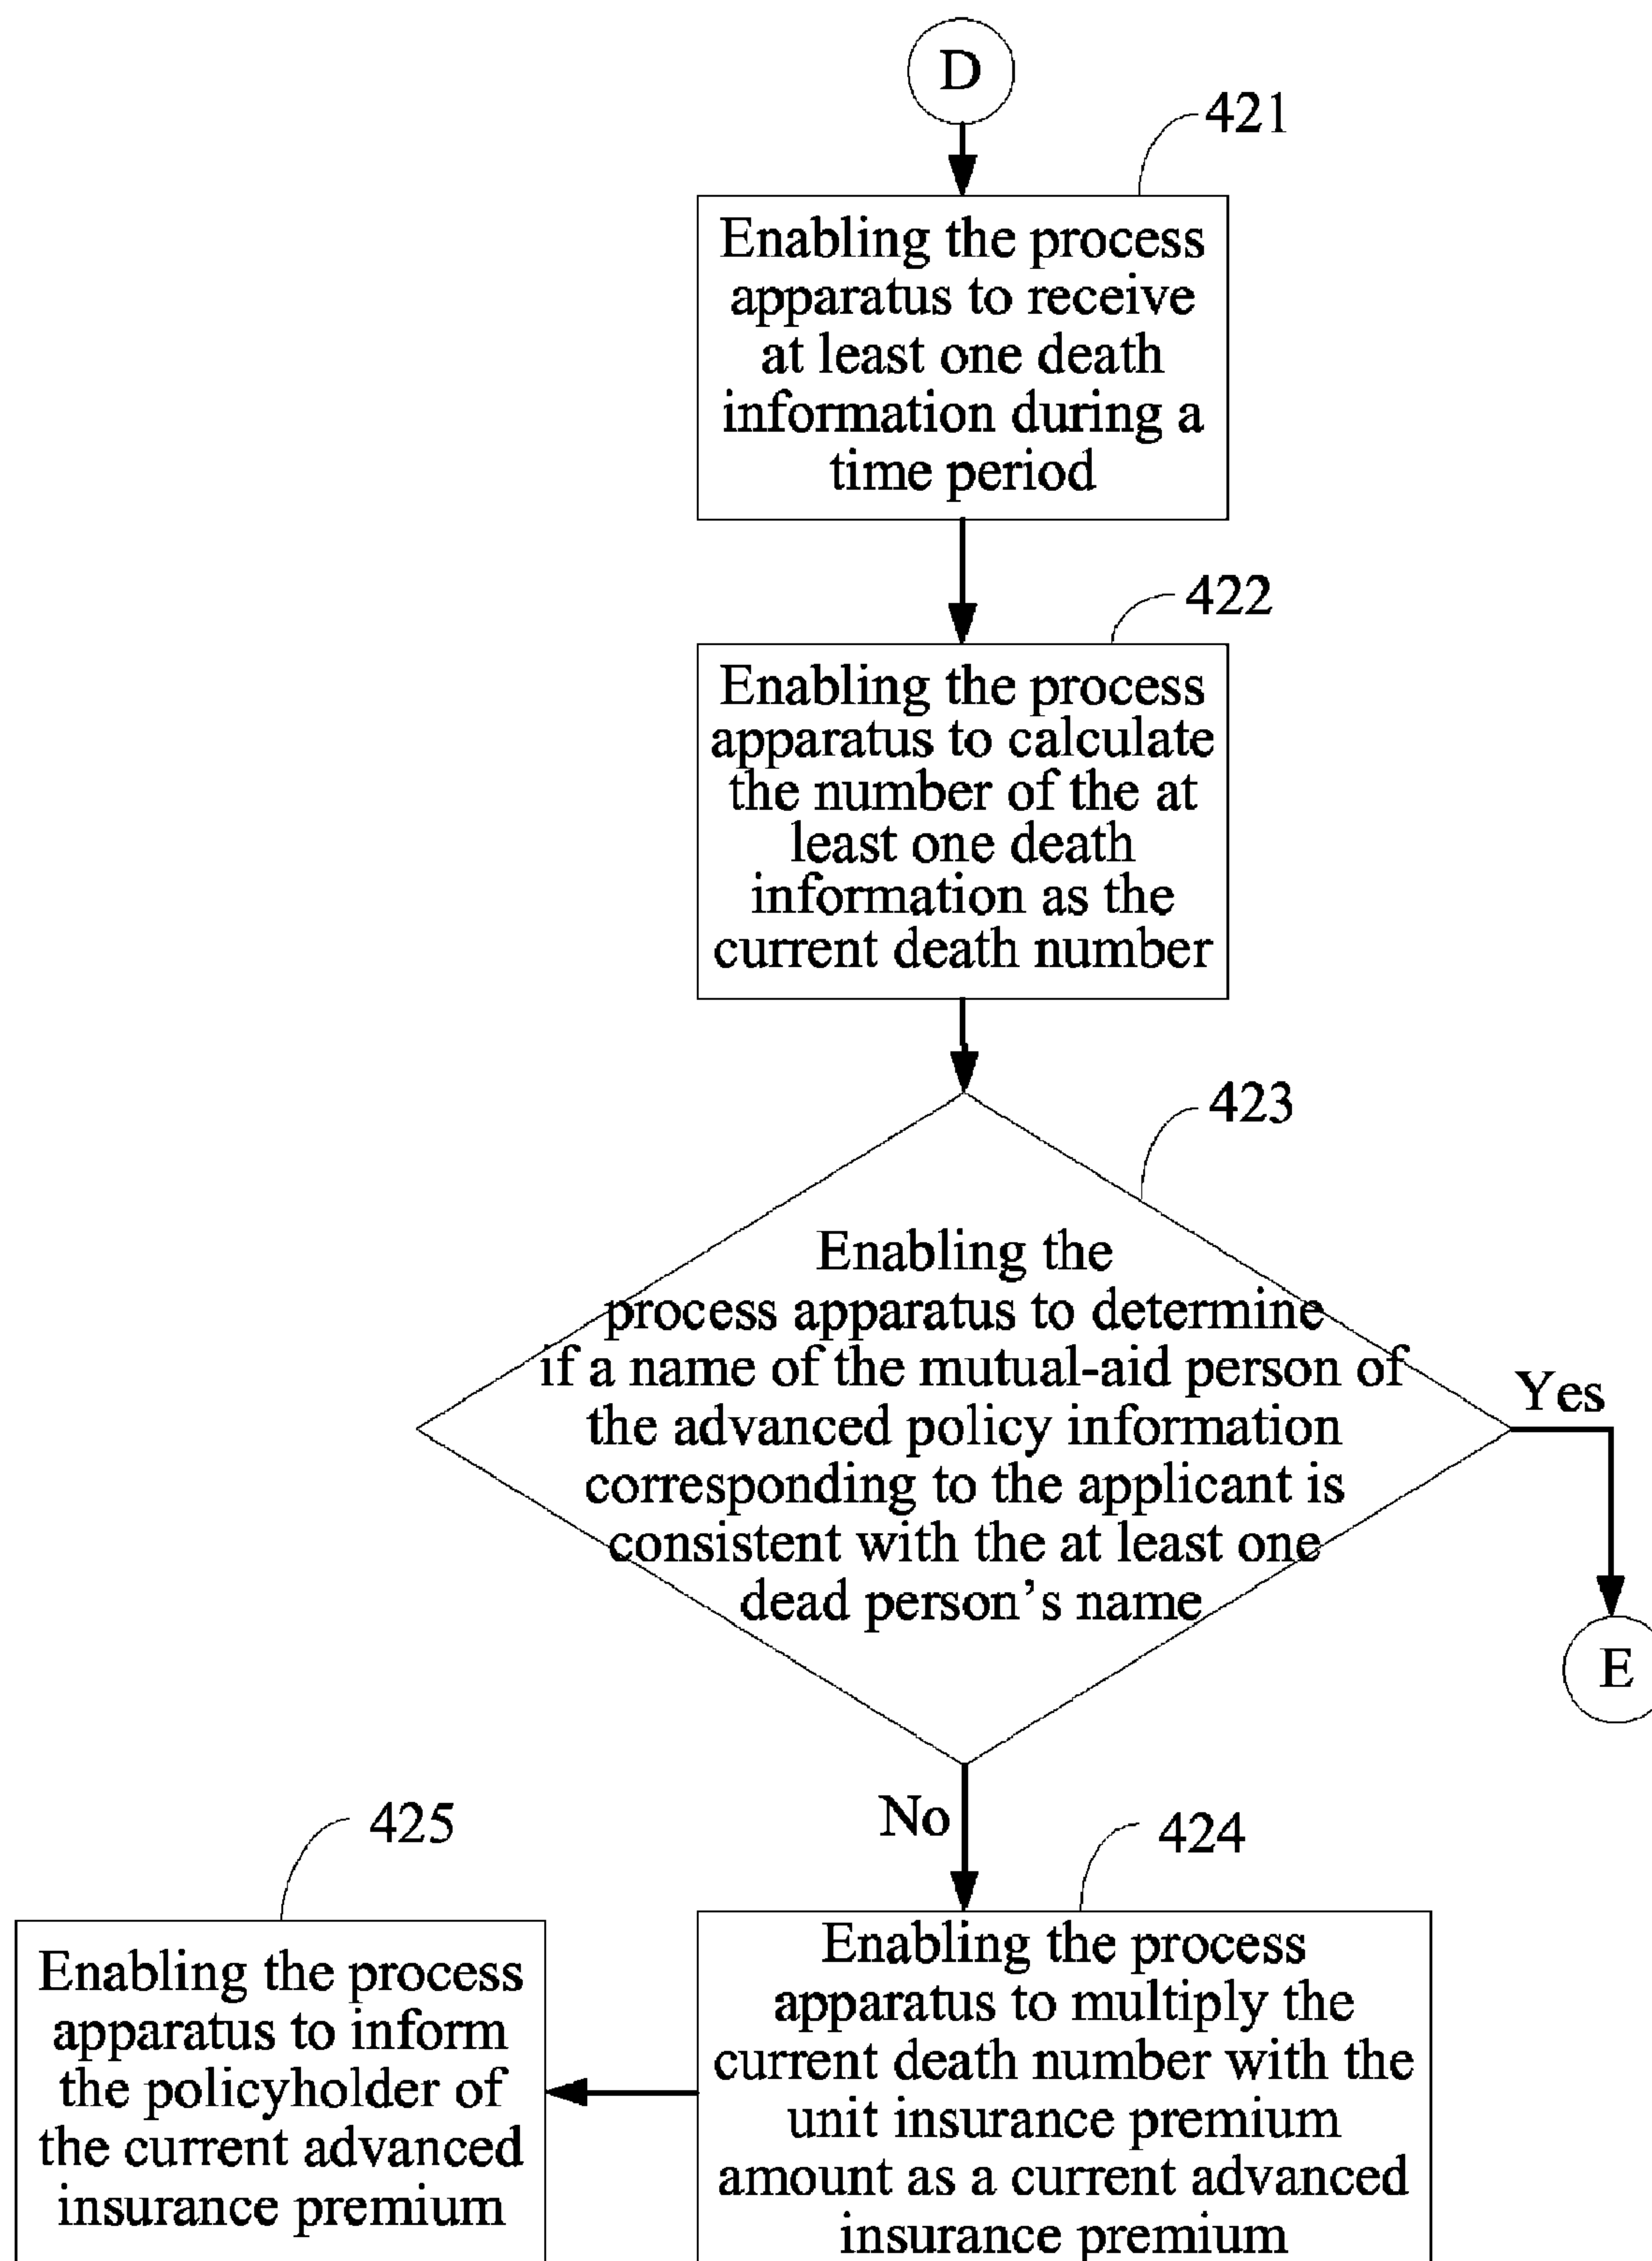 D
421
Enabling the process
apparatus to receive
at least one death
information during a
time period
422
Enabling the process
apparatus to calculate
the number of the at
least one death
information as the
current death number
423
Enabling the
process apparatus to determine
if a name of the mutual-aid person of
the advanced policy information
corresponding to the applicant is
consistent with the at least one
dead person’s name
Yes
E
No
424
Enabling the process
apparatus to multiply the
current death number with the
unit insurance premium
amount as a current advanced
insurance premium
425
Enabling the process
apparatus to inform
the policyholder of
the current advanced
insurance premium